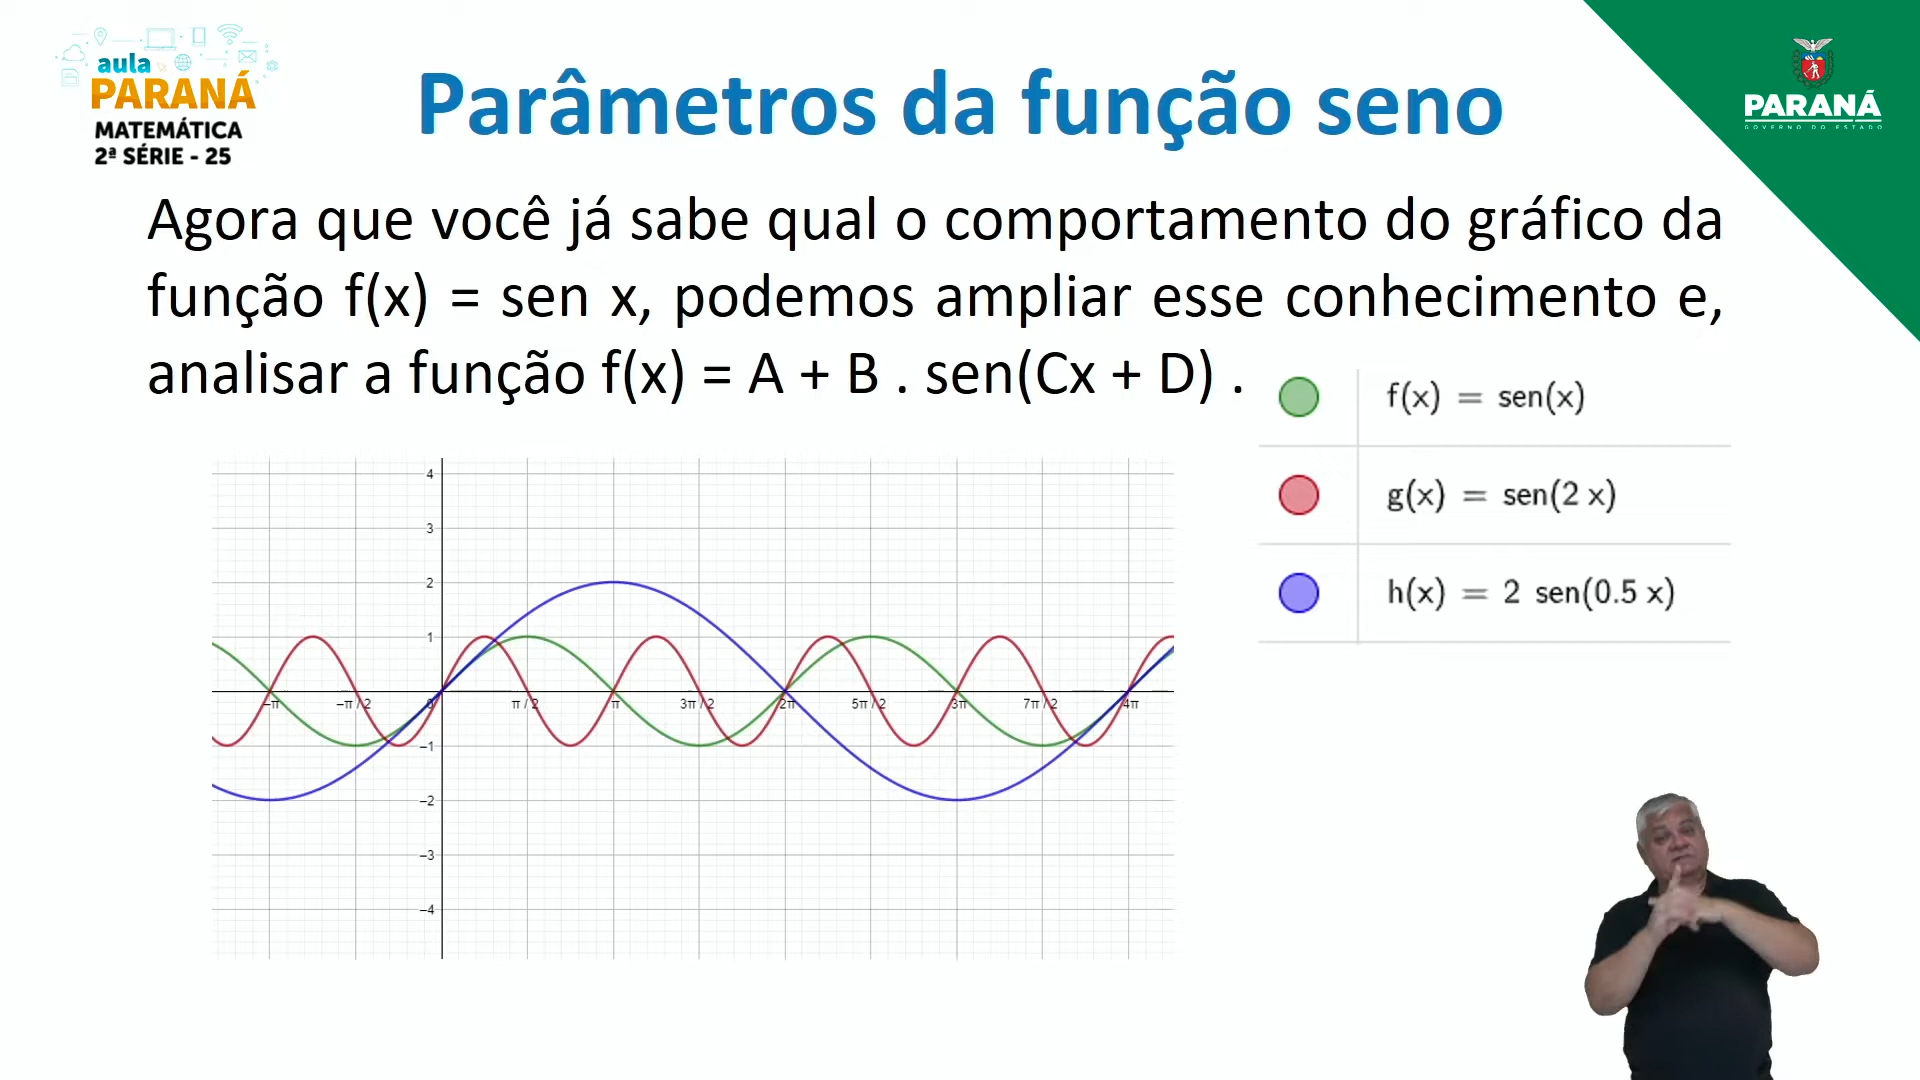 aula
PARANÁ
MATEMÁTICA
2ª SÉRIE - 25
Parâmetros da função seno
PARANÁ
GOVERNO DO ESTADO
Agora que você já sabe qual o comportamento do gráfico da
função f(x) = sen x, podemos ampliar esse conhecimento e,
analisar a função f(x) = A + B . sen(Cx + D) .
f(x) = sen(x)
g(x) = sen(2 x)
h(x) = 2 sen(0.5 x)
4
3
2
1
−π −π / 2 0 π / 2 π 3π / 2 2π 5π / 2 3π 7π / 2 4π
−1
−2
−3
−4